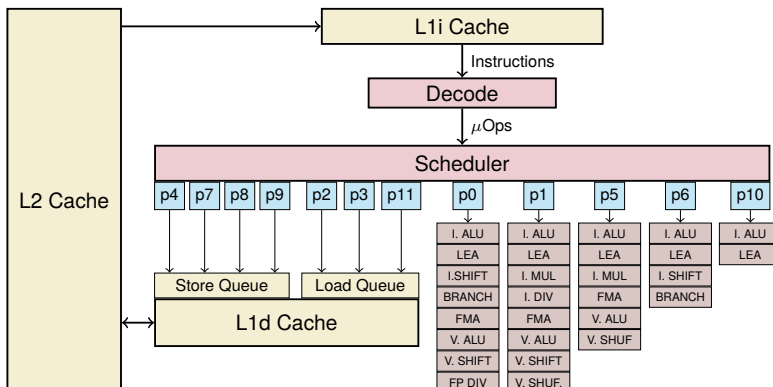 L1i Cache
Instructions
Decode
μOps
Scheduler
L2 Cache
p4 p7 p8 p9 p2 p3 p11 p0 p1 p5 p6 p10
Store Queue
Load Queue
L1d Cache
I. ALU
LEA
I.SHIFT
BRANCH
FMA
V. ALU
V. SHIFT
FP DIV
I. ALU
LEA
I. MUL
I. DIV
FMA
V. ALU
V. SHIFT
V. SHUF.
I. ALU
LEA
I. MUL
FMA
V. ALU
V. SHUF
I. ALU
LEA
I. SHIFT
BRANCH
I. ALU
LEA